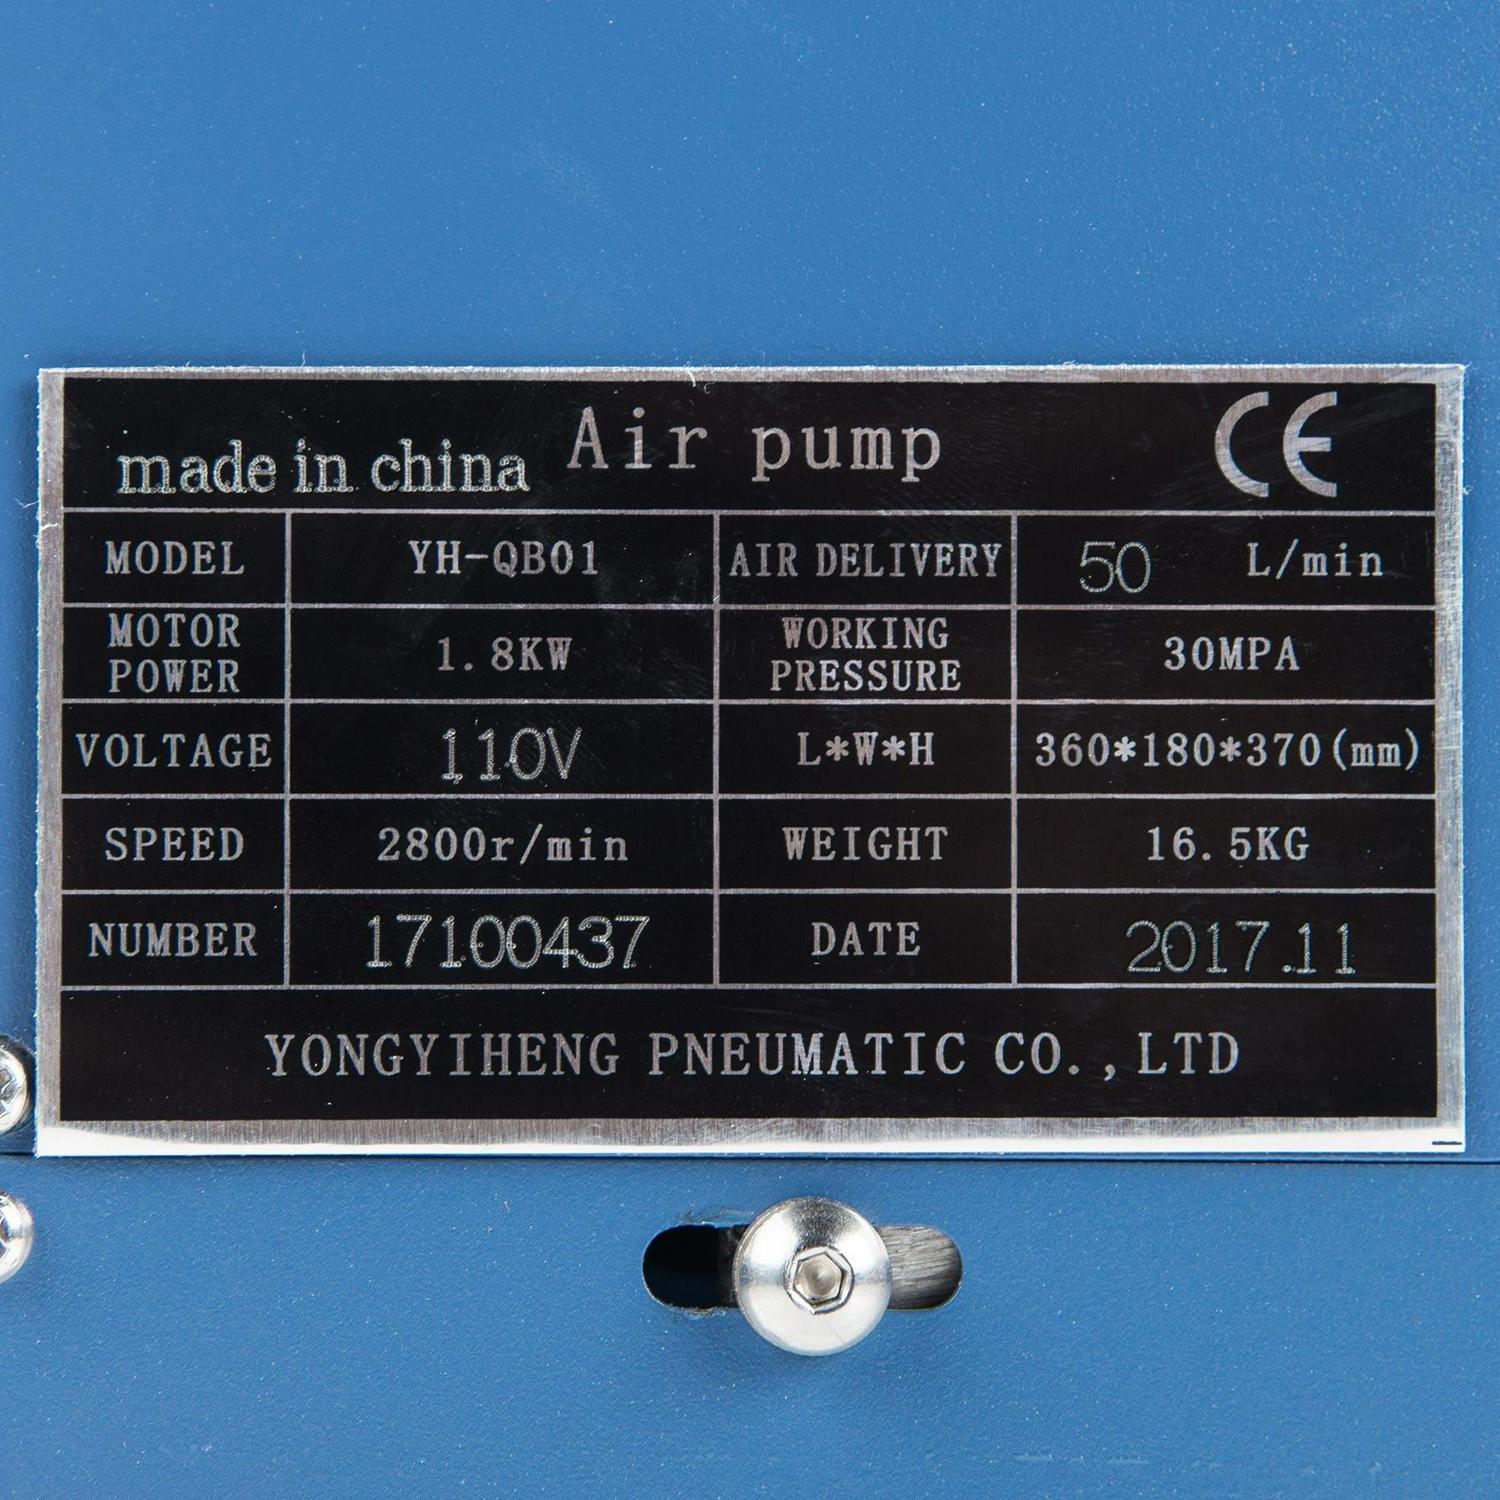 made in china Air pump CE
MODEL YH-QB01 AIR DELIVERY 50 L/min
MOTOR POWER 1.8KW WORKING PRESSURE 30MPA
VOLTAGE 110V L*W*H 360*180*370(mm)
SPEED 2800r/min WEIGHT 16.5KG
NUMBER 17100437 DATE 2017.11
YONGYIHENG PNEUMATIC CO.,LTD